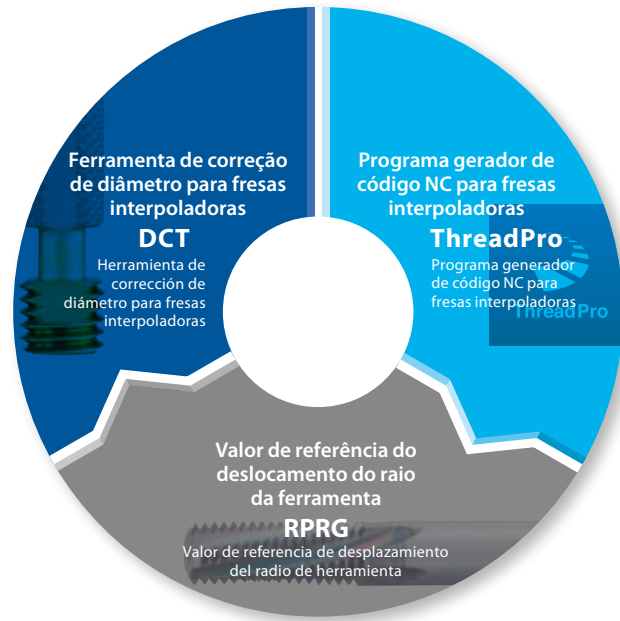 Ferramenta de correção
de diâmetro para fresas
interpoladoras
DCT
Herramienta de
corrección de
diámetro para fresas
interpoladoras
Programa gerador de
código NC para fresas
interpoladoras
ThreadPro
Programa generador
de código NC para
fresas interpoladoras
ThreadPro
Valor de referência do
deslocamento do raio
da ferramenta
RPRG
Valor de referencia de desplazamiento
del radio de herramienta